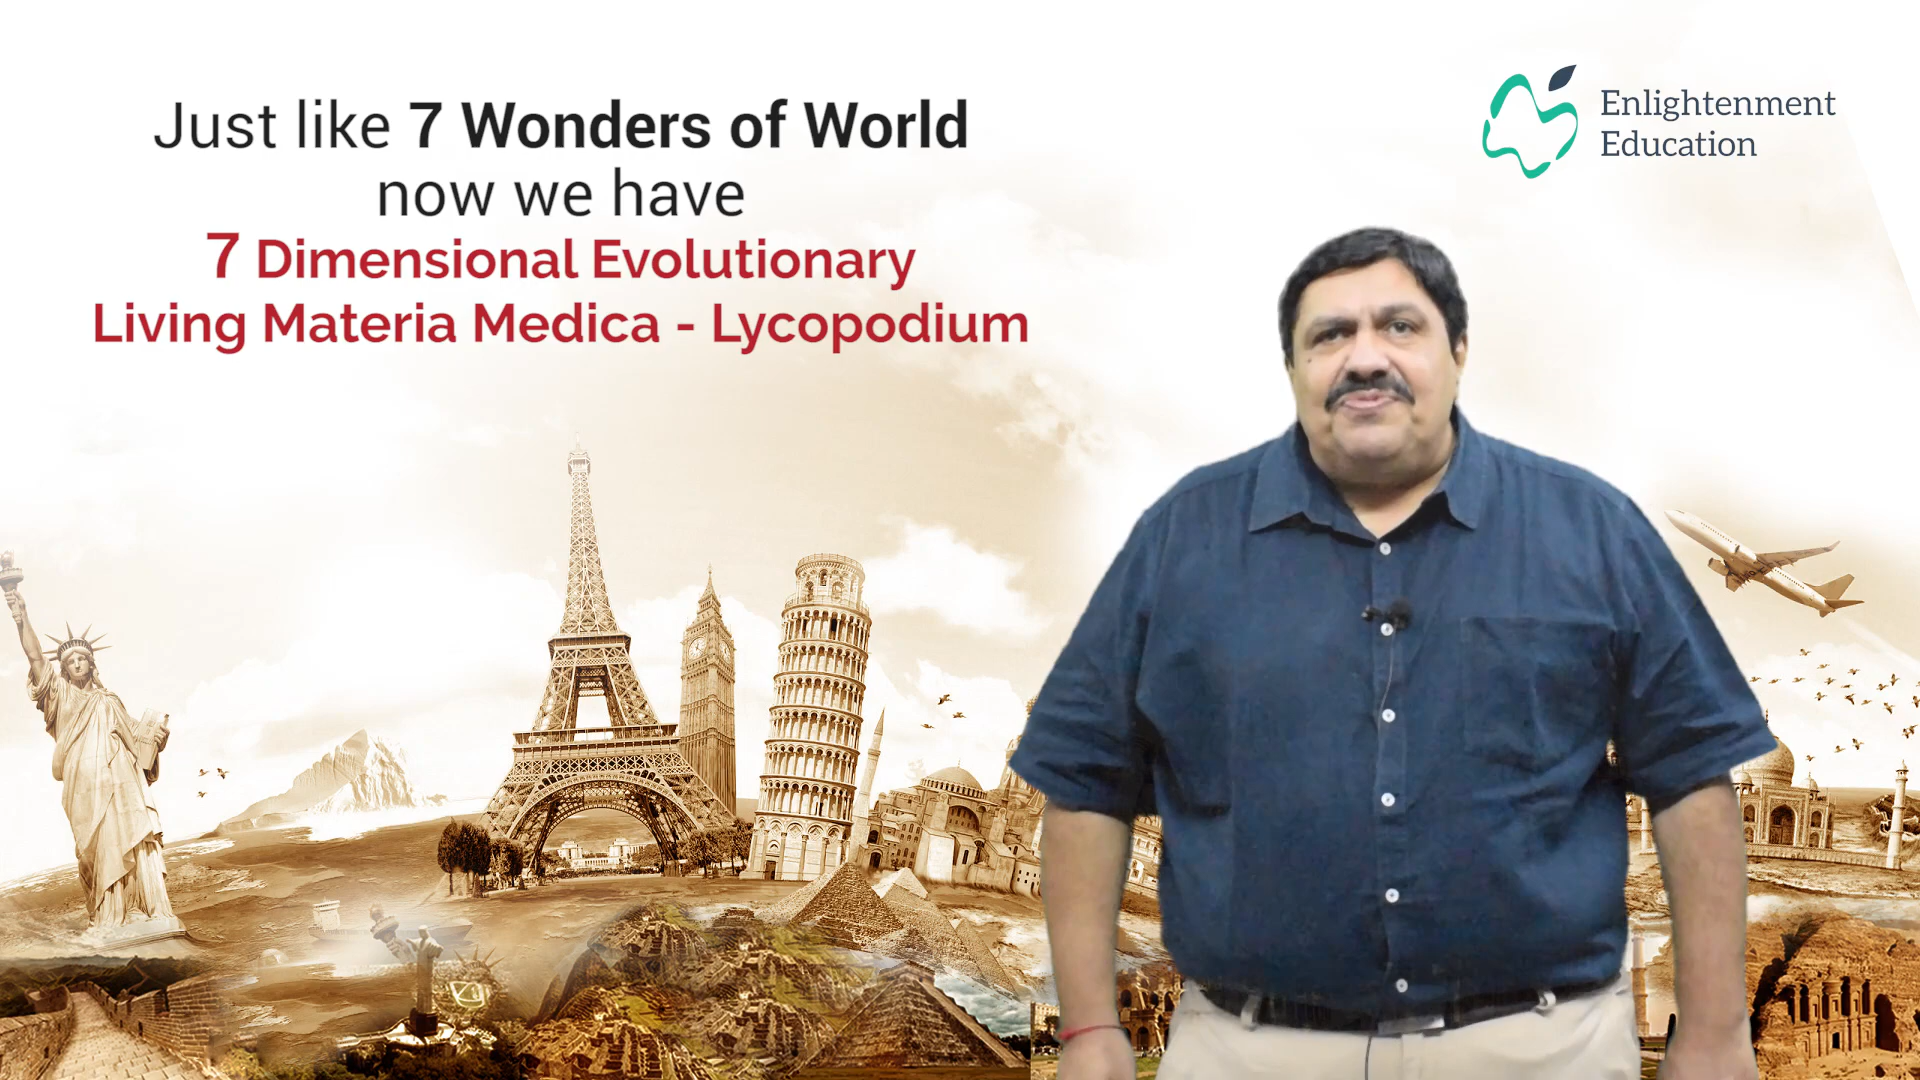 Just like 7 Wonders of World
now we have
7 Dimensional Evolutionary
Living Materia Medica - Lycopodium
Enlightenment
Education